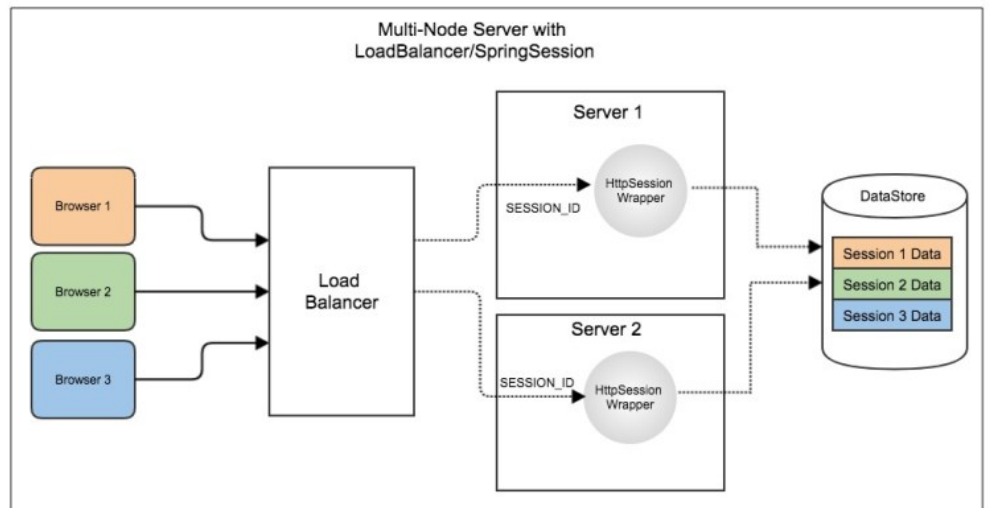 Multi-Node Server with
LoadBalancer/SpringSession
Browser 1
Browser 2
Browser 3
Load
Balancer
Server 1
SESSION_ID
HttpSession
Wrapper
Server 2
SESSION_ID
HttpSession
Wrapper
DataStore
Session 1 Data
Session 2 Data
Session 3 Data